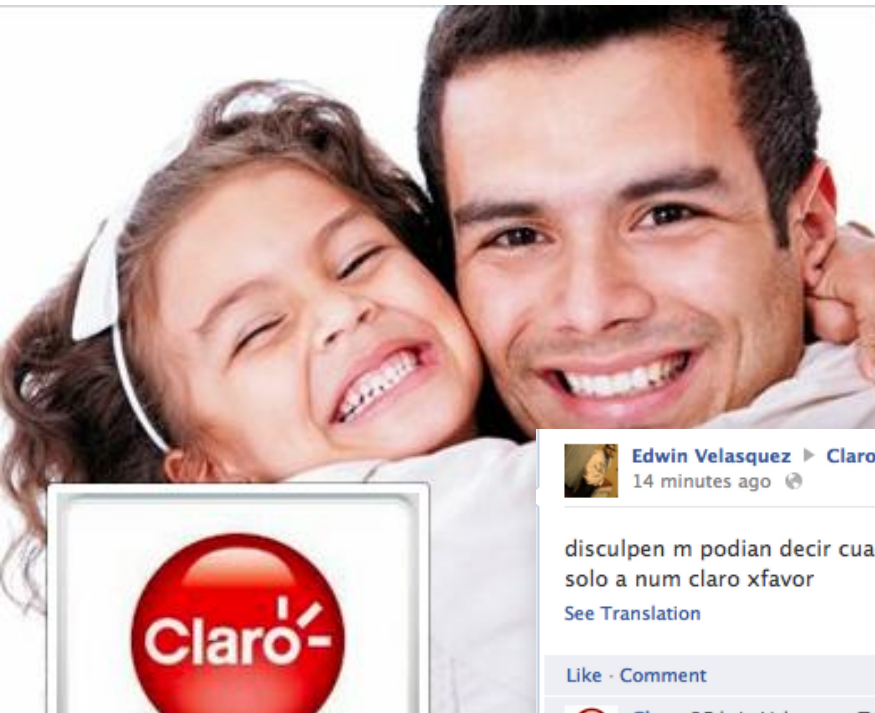 Edwin Velasquez ▶ Claro
14 minutes ago
disculpen m podian decir cua
solo a num claro xfavor
See Translation
Like · Comment
Claro